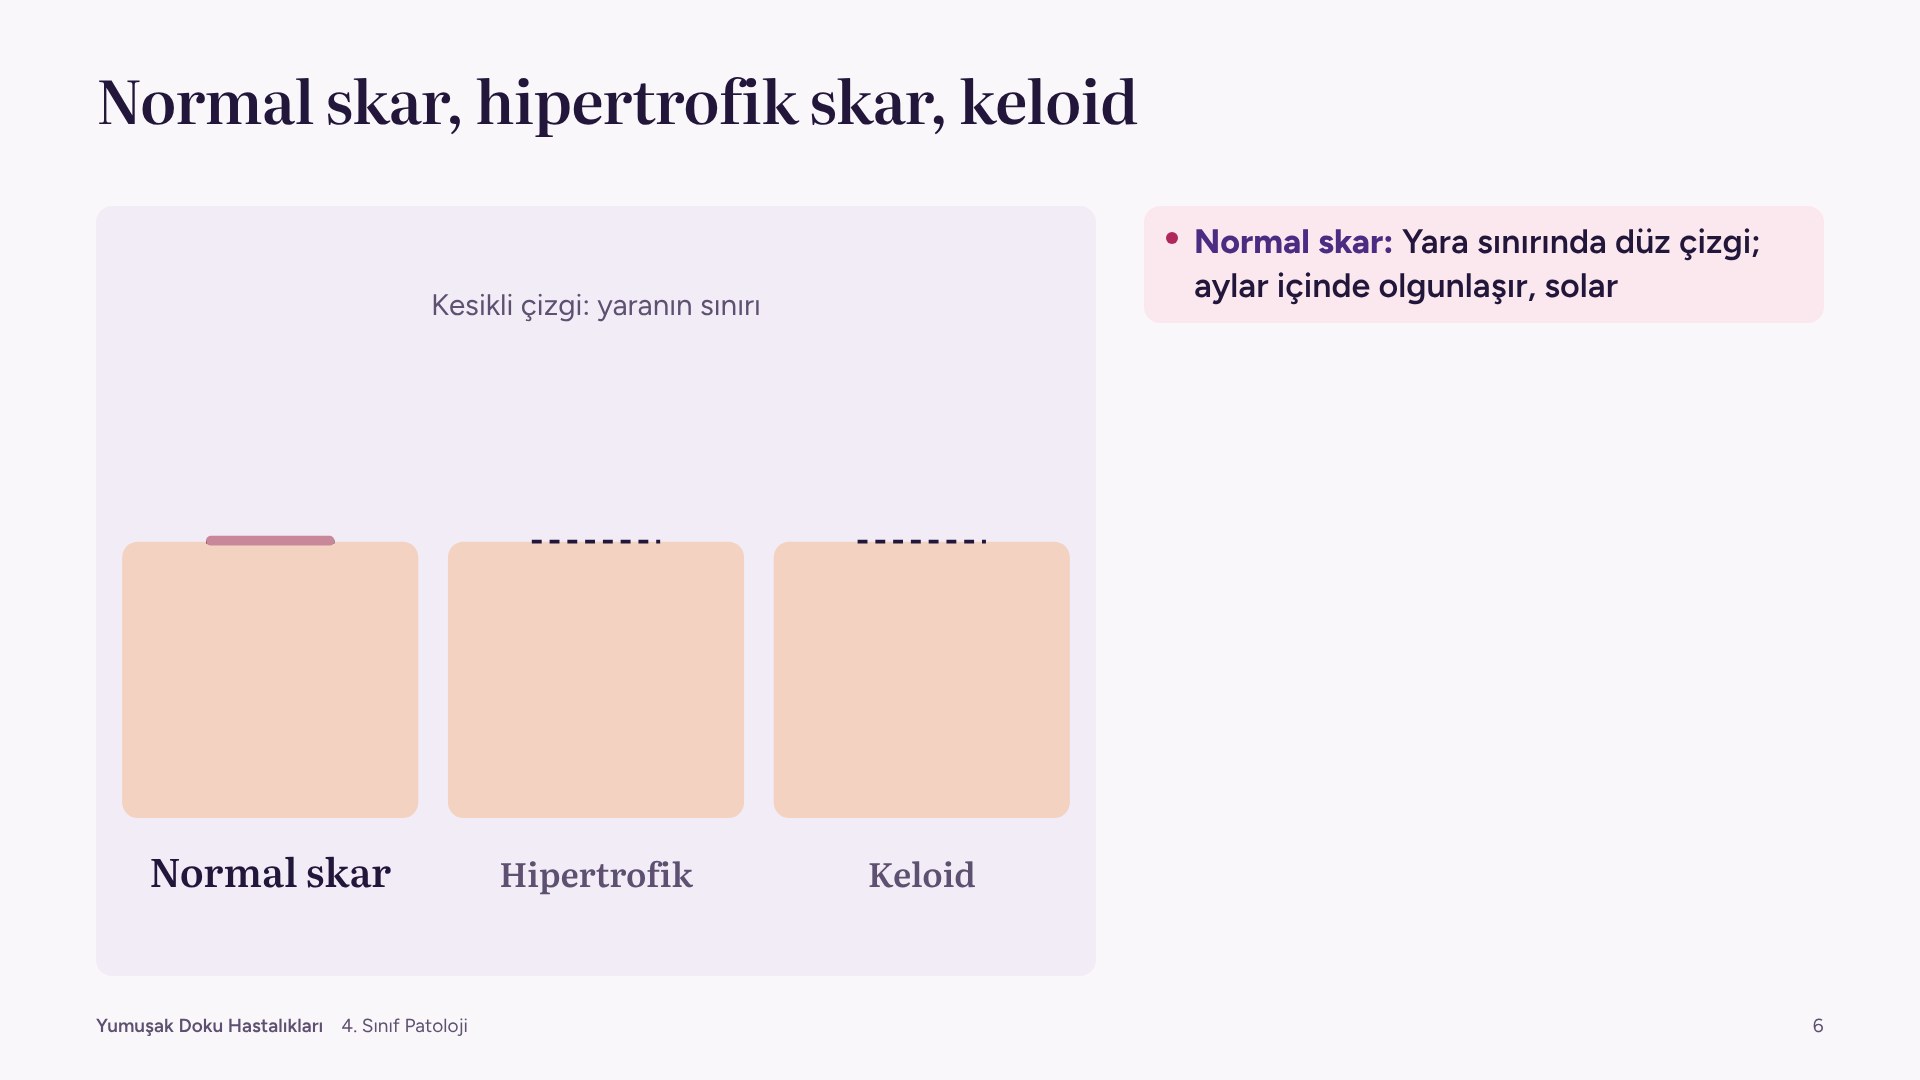 Normal skar, hipertrofik skar, keloid
Kesikli çizgi: yaranın sınırı
Normal skar
Hipertrofik
Keloid
Normal skar: Yara sınırında düz çizgi;
aylar içinde olgunlaşır, solar
Yumuşak Doku Hastalıkları 4. Sınıf Patoloji
6